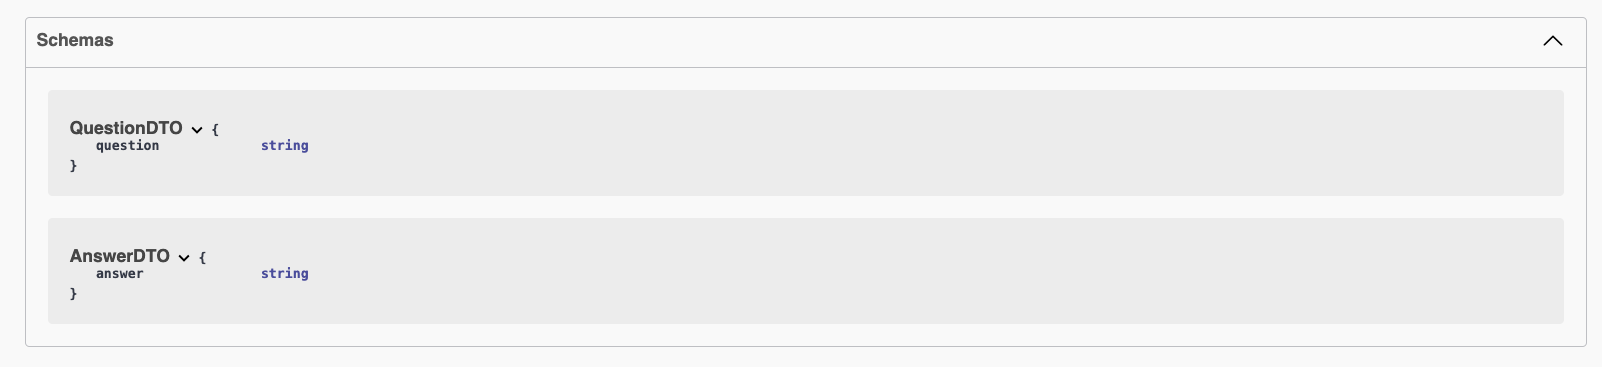 Schemas
QuestionDTO {
question string
}
AnswerDTO {
answer string
}